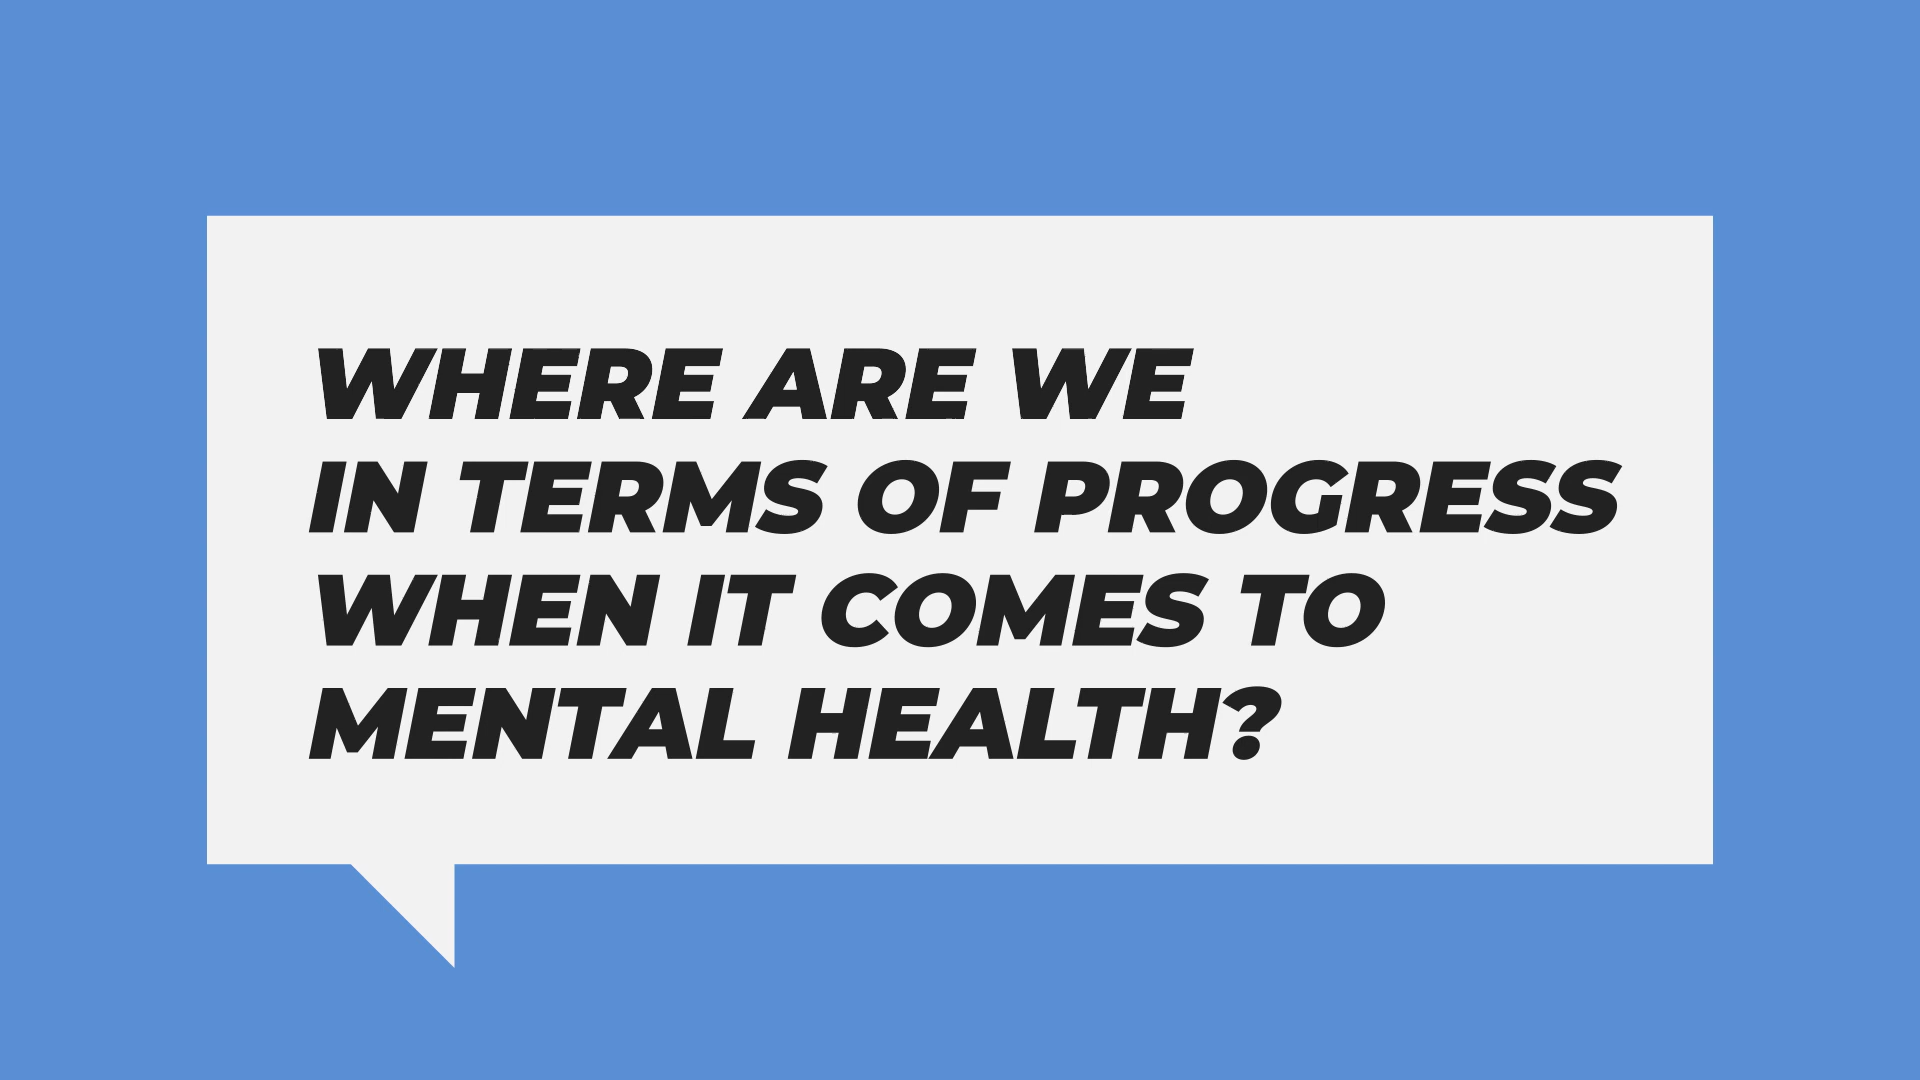 WHERE ARE WE
IN TERMS OF PROGRESS
WHEN IT COMES TO
MENTAL HEALTH?